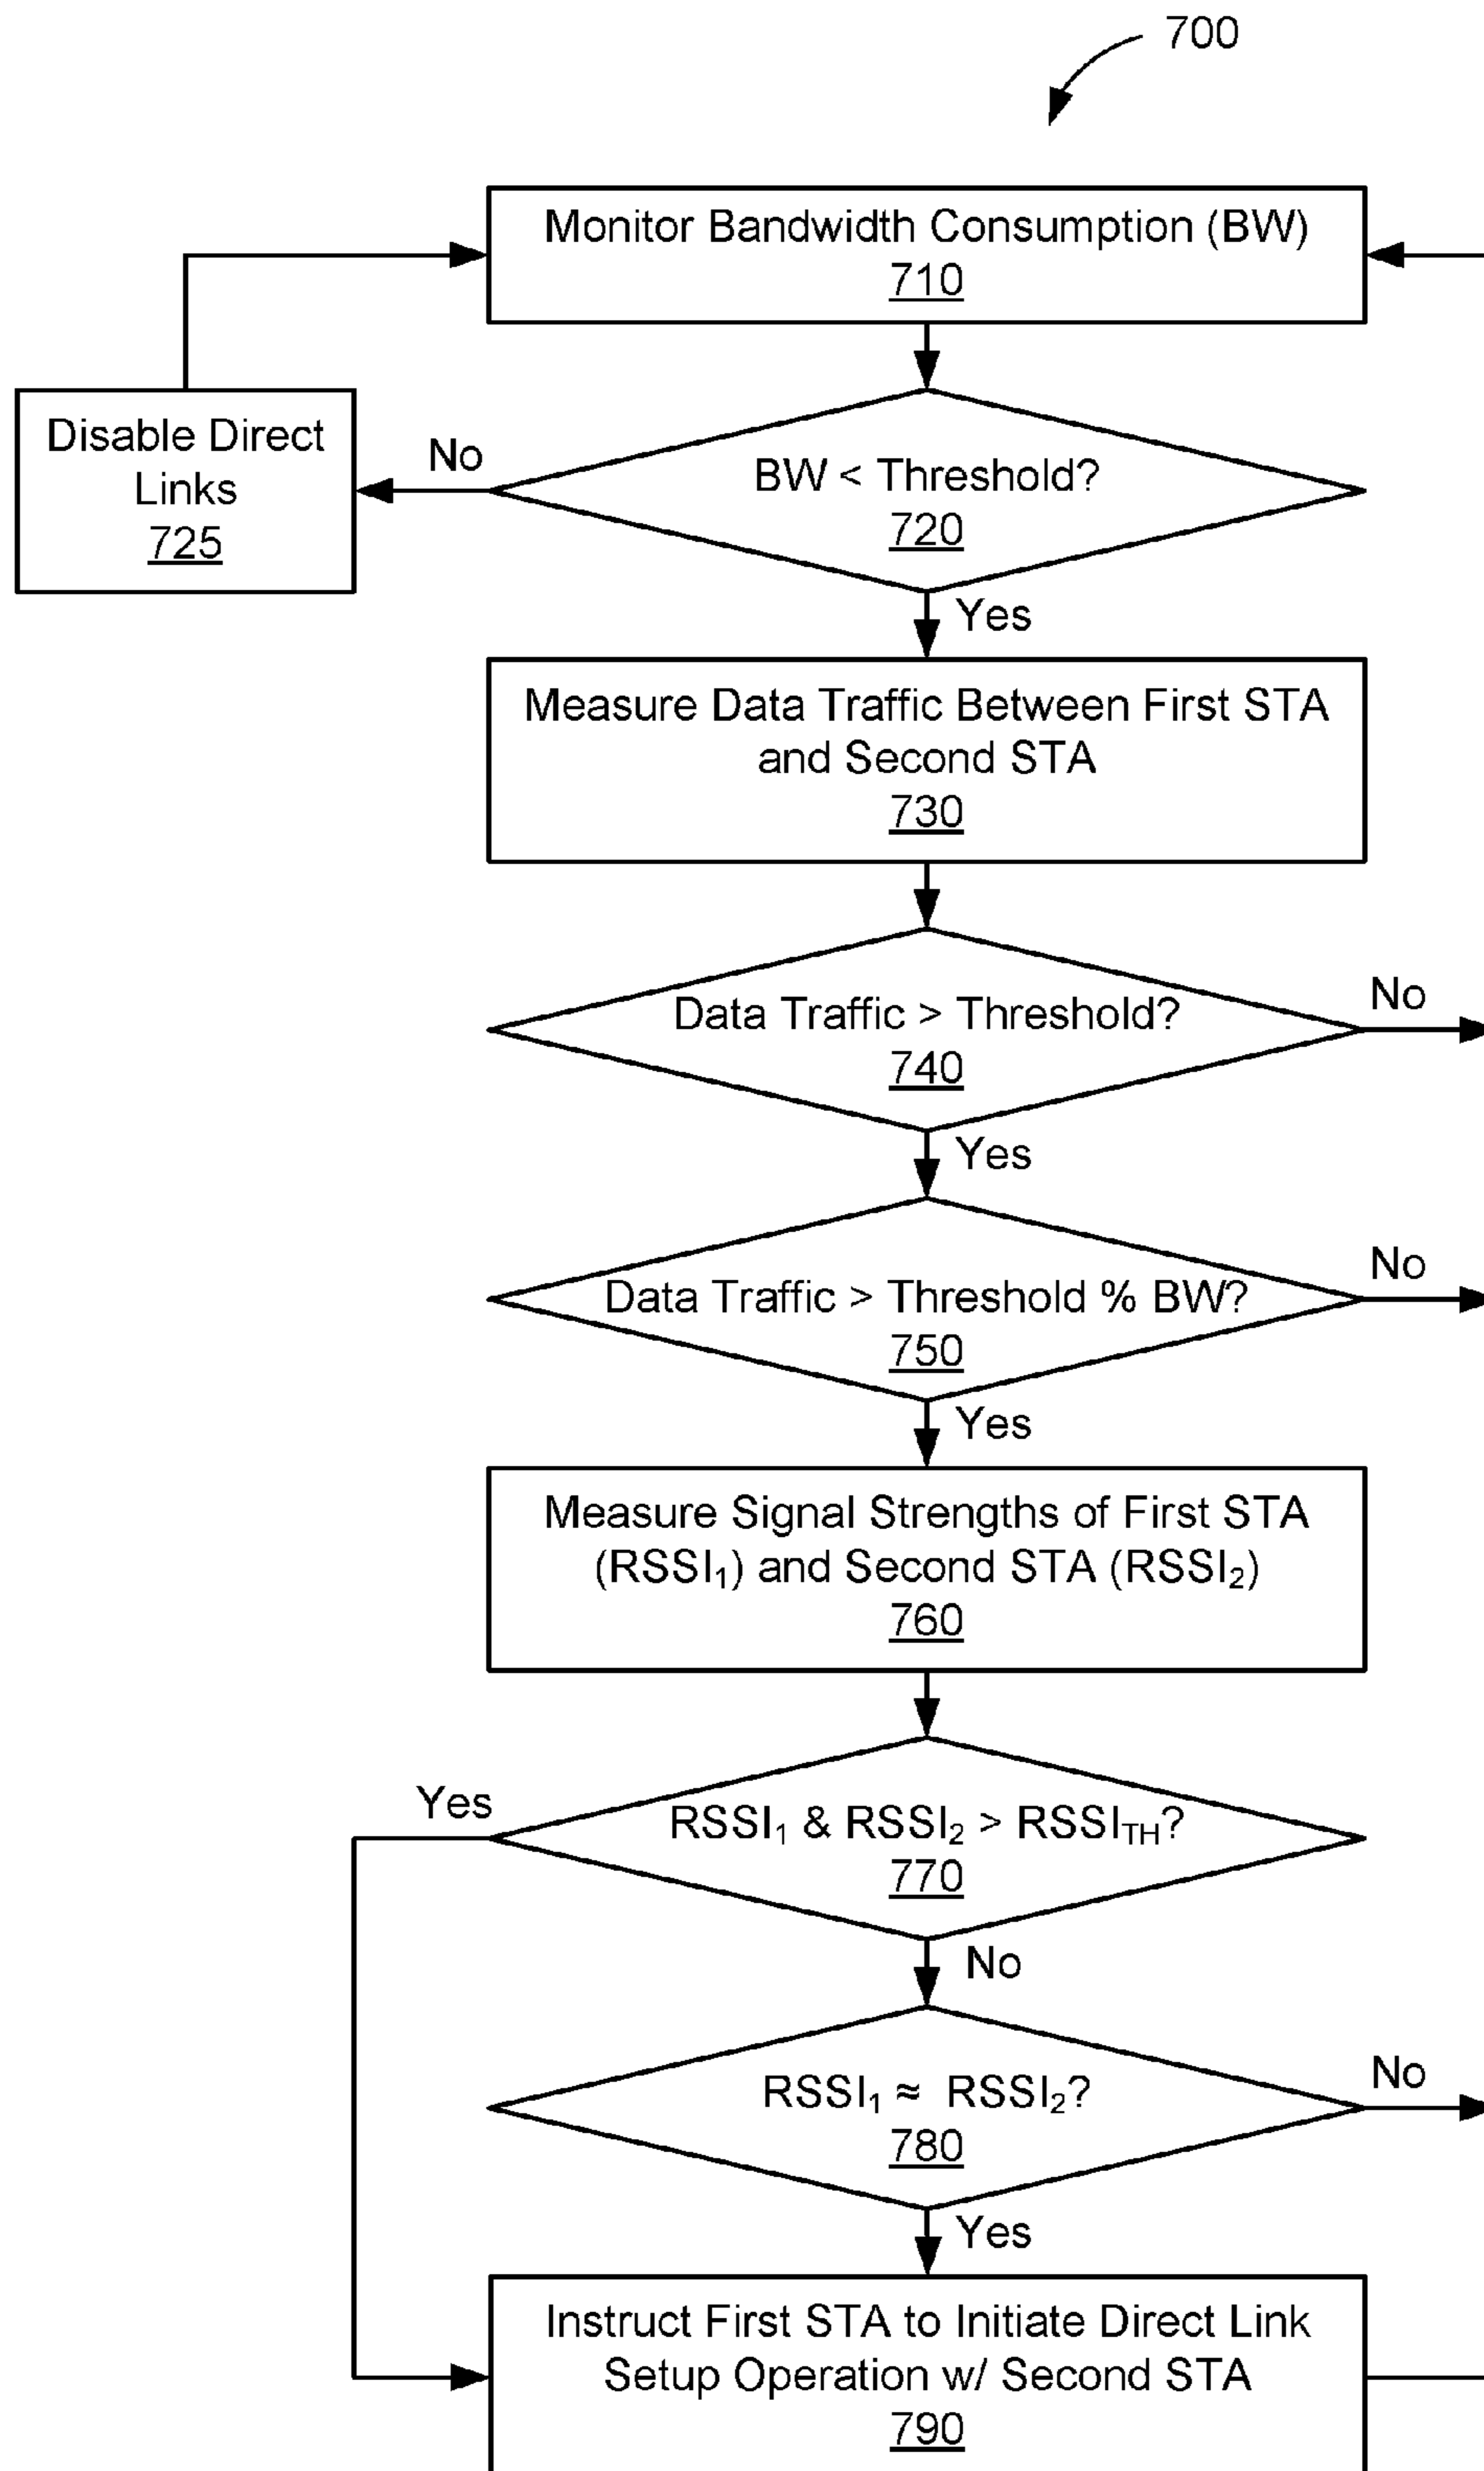 700
Monitor Bandwidth Consumption (BW)
710
Disable Direct
Links
725
No
BW < Threshold?
720
Yes
Measure Data Traffic Between First STA
and Second STA
730
Data Traffic > Threshold?
740
No
Yes
Data Traffic > Threshold % BW?
750
No
Yes
Measure Signal Strengths of First STA
(RSSI₁) and Second STA (RSSI₂)
760
Yes
RSSI₁ & RSSI₂ > RSSI_TH?
770
No
RSSI₁ ≈ RSSI₂?
780
No
Yes
Instruct First STA to Initiate Direct Link
Setup Operation w/ Second STA
790